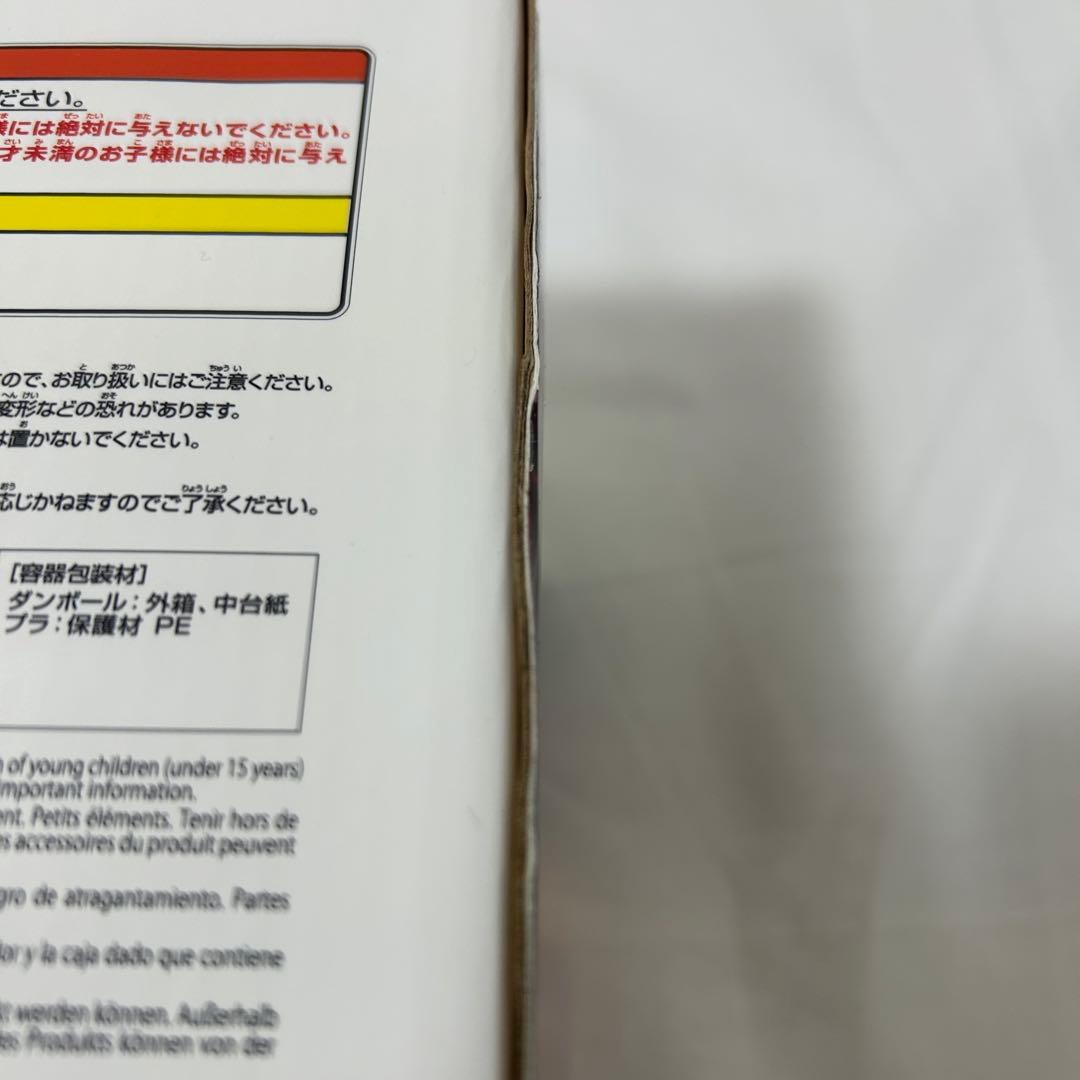 ださい。
様には絶対に与えないでください。
才未満のお子様には絶対に与え
ので、お取り扱いにはご注意ください。
変形などの恐れがあります。
は置かないでください。
応じかねますのでご了承ください。
[容器包装材]
ダンボール：外箱、中台紙
プラ：保護材 PE
of young children (under 15 years)
important information.
ent. Petits éléments. Tenir hors de
es accessoires du produit peuvent
gro de atragantamiento. Partes
dor y la caja dado que contiene
kt werden können. Außerhalb
des Produkts können von der